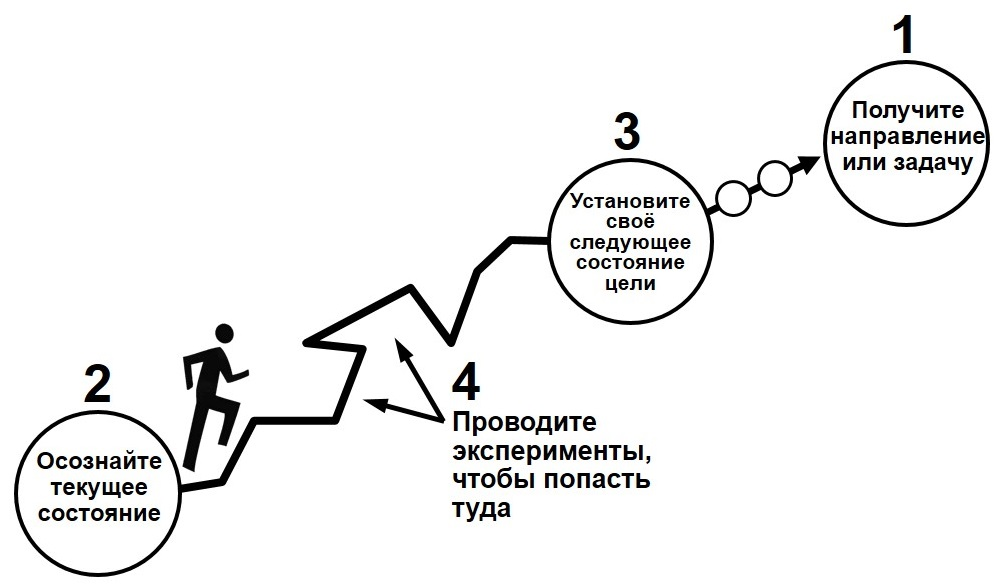 1
Получите
направление
или задачу
3
Установите
своё
следующее
состояние
цели
2
Осознайте
текущее
состояние
4
Проводите
эксперименты,
чтобы попасть
туда